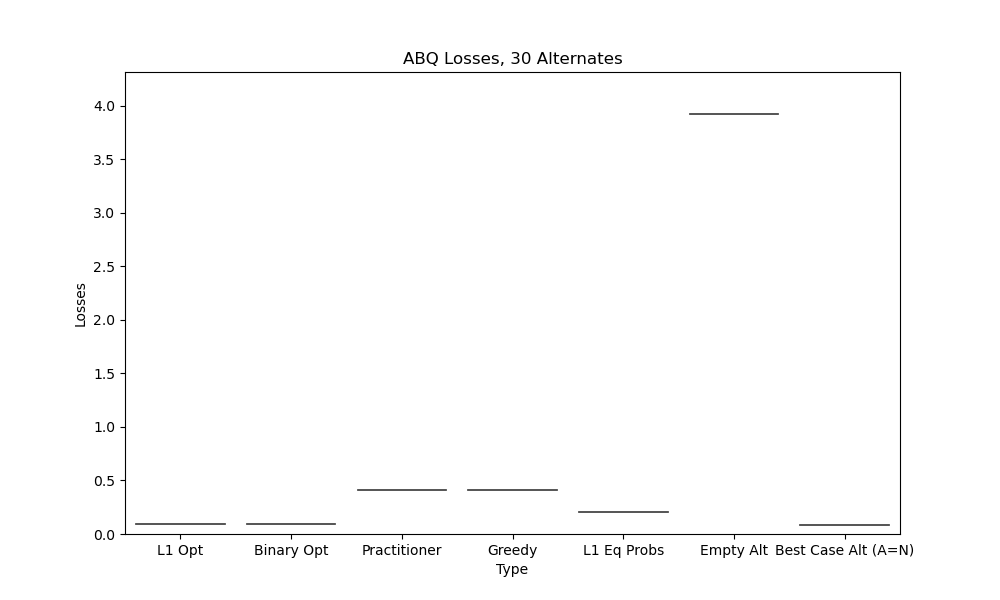 ABQ Losses, 30 Alternates
Losses
4.0
3.5
3.0
2.5
2.0
1.5
1.0
0.5
0.0
L1 Opt
Binary Opt
Practitioner
Greedy
L1 Eq Probs
Empty Alt
Best Case Alt (A=N)
Type